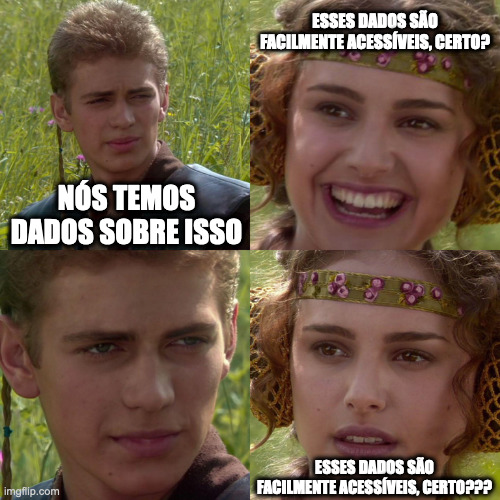 ESSES DADOS SÃO
FACILMENTE ACESSÍVEIS, CERTO?
NÓS TEMOS
DADOS SOBRE ISSO
ESSES DADOS SÃO
FACILMENTE ACESSÍVEIS, CERTO???
imgflip.com